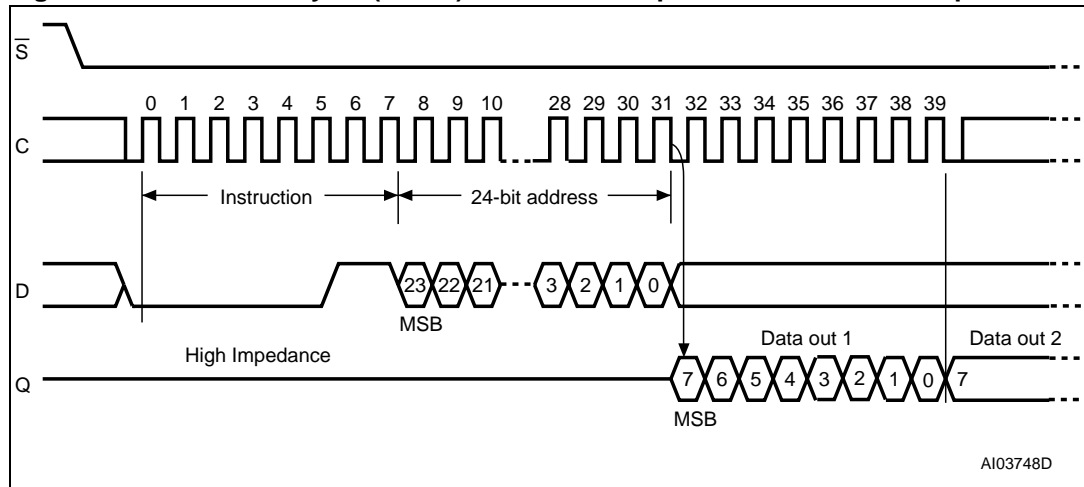 S
0 1 2 3 4 5 6 7 8 9 10 28 29 30 31 32 33 34 35 36 37 38 39
C
Instruction 24-bit address
D 23 22 21 3 2 1 0
MSB
High Impedance Data out 1 Data out 2
Q 7 6 5 4 3 2 1 0 7
MSB
AI03748D